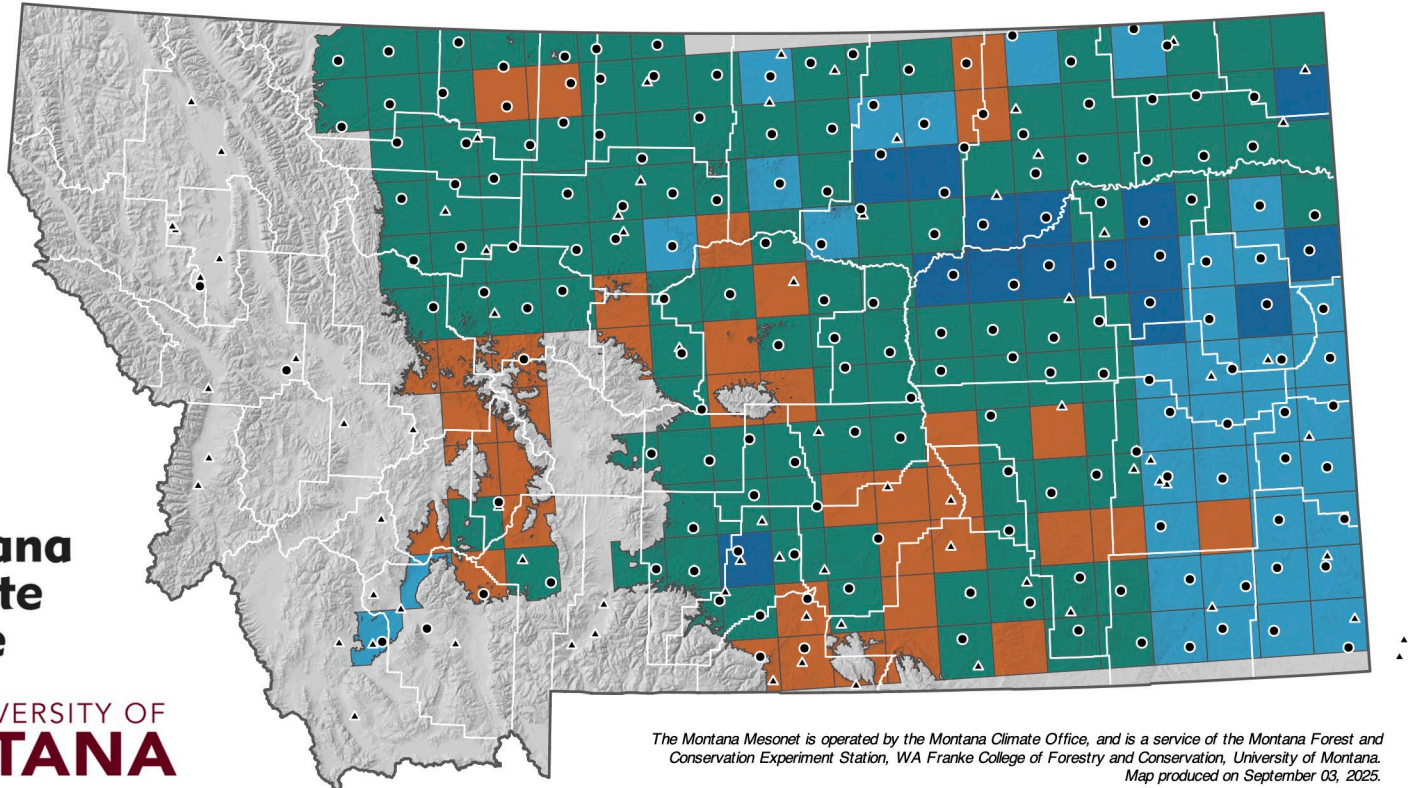 ana
te
e
VERSITY OF
TANA
The Montana Mesonet is operated by the Montana Climate Office, and is a service of the Montana Forest and
Conservation Experiment Station, WA Franke College of Forestry and Conservation, University of Montana.
Map produced on September 03, 2025.